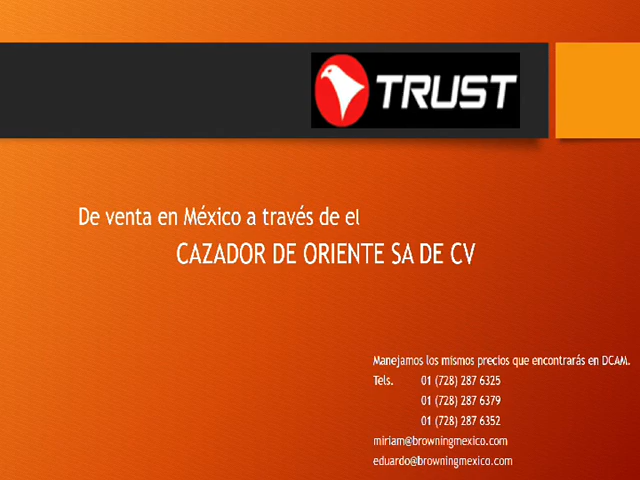 TRUST
De venta en México a través de el
CAZADOR DE ORIENTE SA DE CV
Manejamos los mismos precios que encontrarás en DCAM.
Tels. 01 (728) 287 6325
01 (728) 287 6379
01 (728) 287 6352
miriam@browningmexico.com
eduardo@browningmexico.com